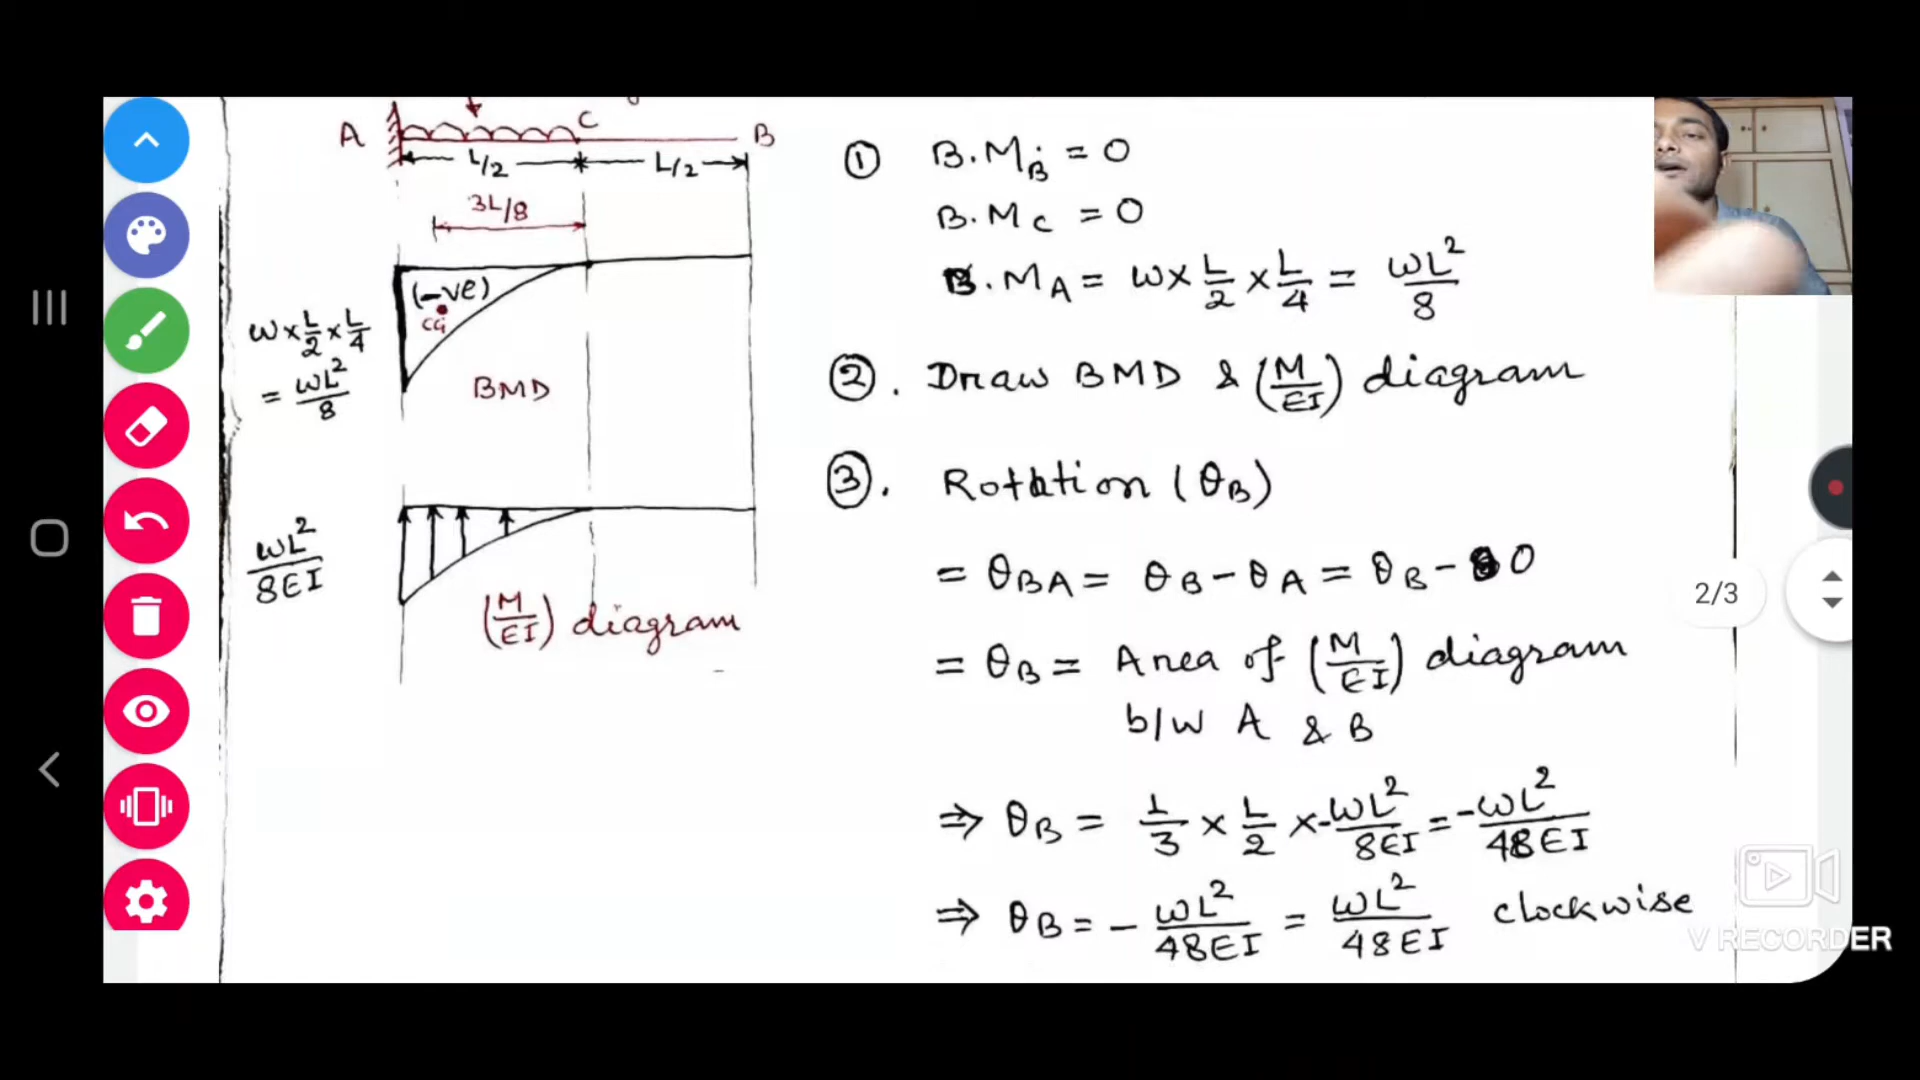 A
C
B
L/2
L/2
3L/8
(-ve)
CG
w×L/2×L/4
= wL²/8
BMD
wL²/8EI
(M/EI) diagram
① B.M_B = 0
B.M_C = 0
B.M_A = w×L/2×L/4 = wL²/8
②. Draw BMD & (M/EI) diagram
③. Rotation (θ_B)
= θ_BA = θ_B - θ_A = θ_B - 0
= θ_B = Area of (M/EI) diagram
b/w A & B
⇒ θ_B = 1/3 × L/2 × -wL²/8EI = -wL²/48EI
⇒ θ_B = - wL²/48EI = wL²/48EI clockwise
2/3
V RECORDER